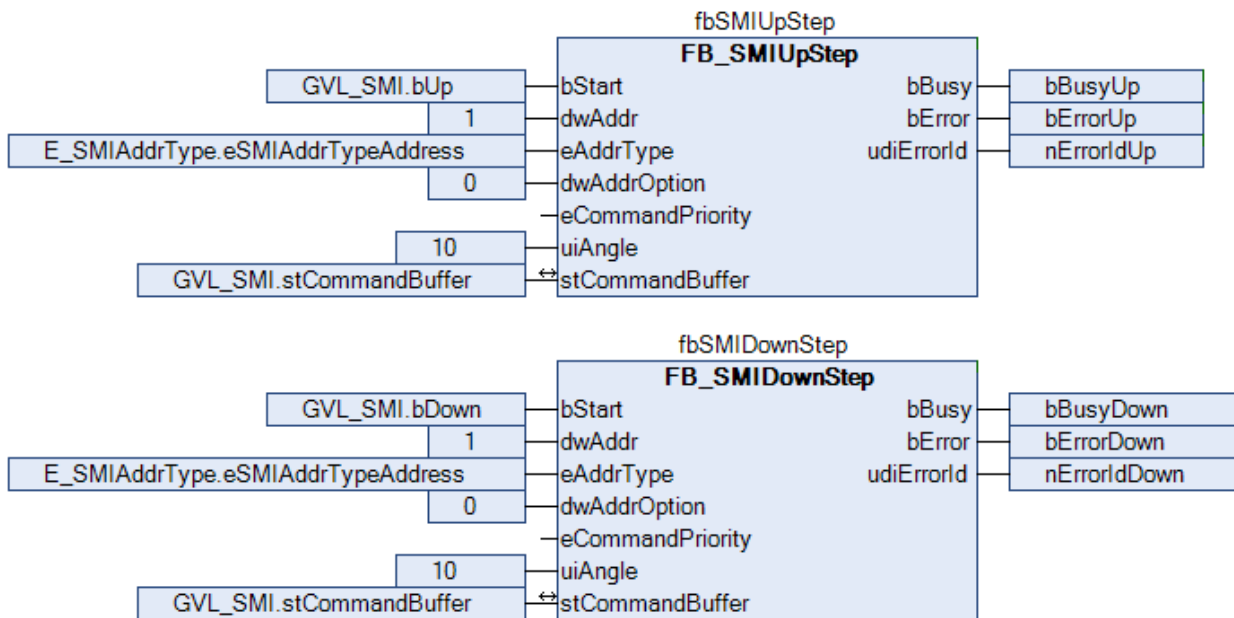 fbSMIUpStep
FB_SMIUpStep
GVL_SMI.bUp bStart bBusy bBusyUp
1 dwAddr bError bErrorUp
E_SMIAddrType.eSMIAddrTypeAddress eAddrType udiErrorId nErrorIdUp
0 dwAddrOption
eCommandPriority
10 uiAngle
GVL_SMI.stCommandBuffer stCommandBuffer
fbSMIDownStep
FB_SMIDownStep
GVL_SMI.bDown bStart bBusy bBusyDown
1 dwAddr bError bErrorDown
E_SMIAddrType.eSMIAddrTypeAddress eAddrType udiErrorId nErrorIdDown
0 dwAddrOption
eCommandPriority
10 uiAngle
GVL_SMI.stCommandBuffer stCommandBuffer